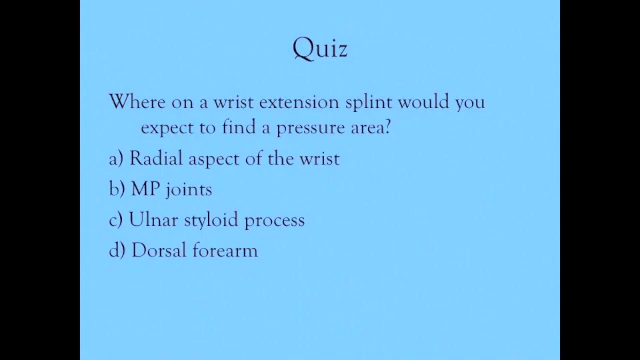 Quiz
Where on a wrist extension splint would you
expect to find a pressure area?
a) Radial aspect of the wrist
b) MP joints
c) Ulnar styloid process
d) Dorsal forearm